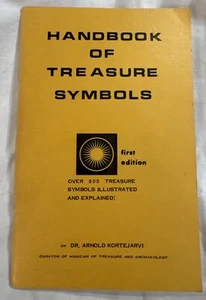 HANDBOOK
OF
TREASURE
SYMBOLS
first
edition
OVER 800 TREASURE
SYMBOLS ILLUSTRATED
AND EXPLAINED!
BY DR. ARNOLD KORTEJARVI
CURATOR OF MUSEUM OF TREASURE AND ARCHAEOLOGY